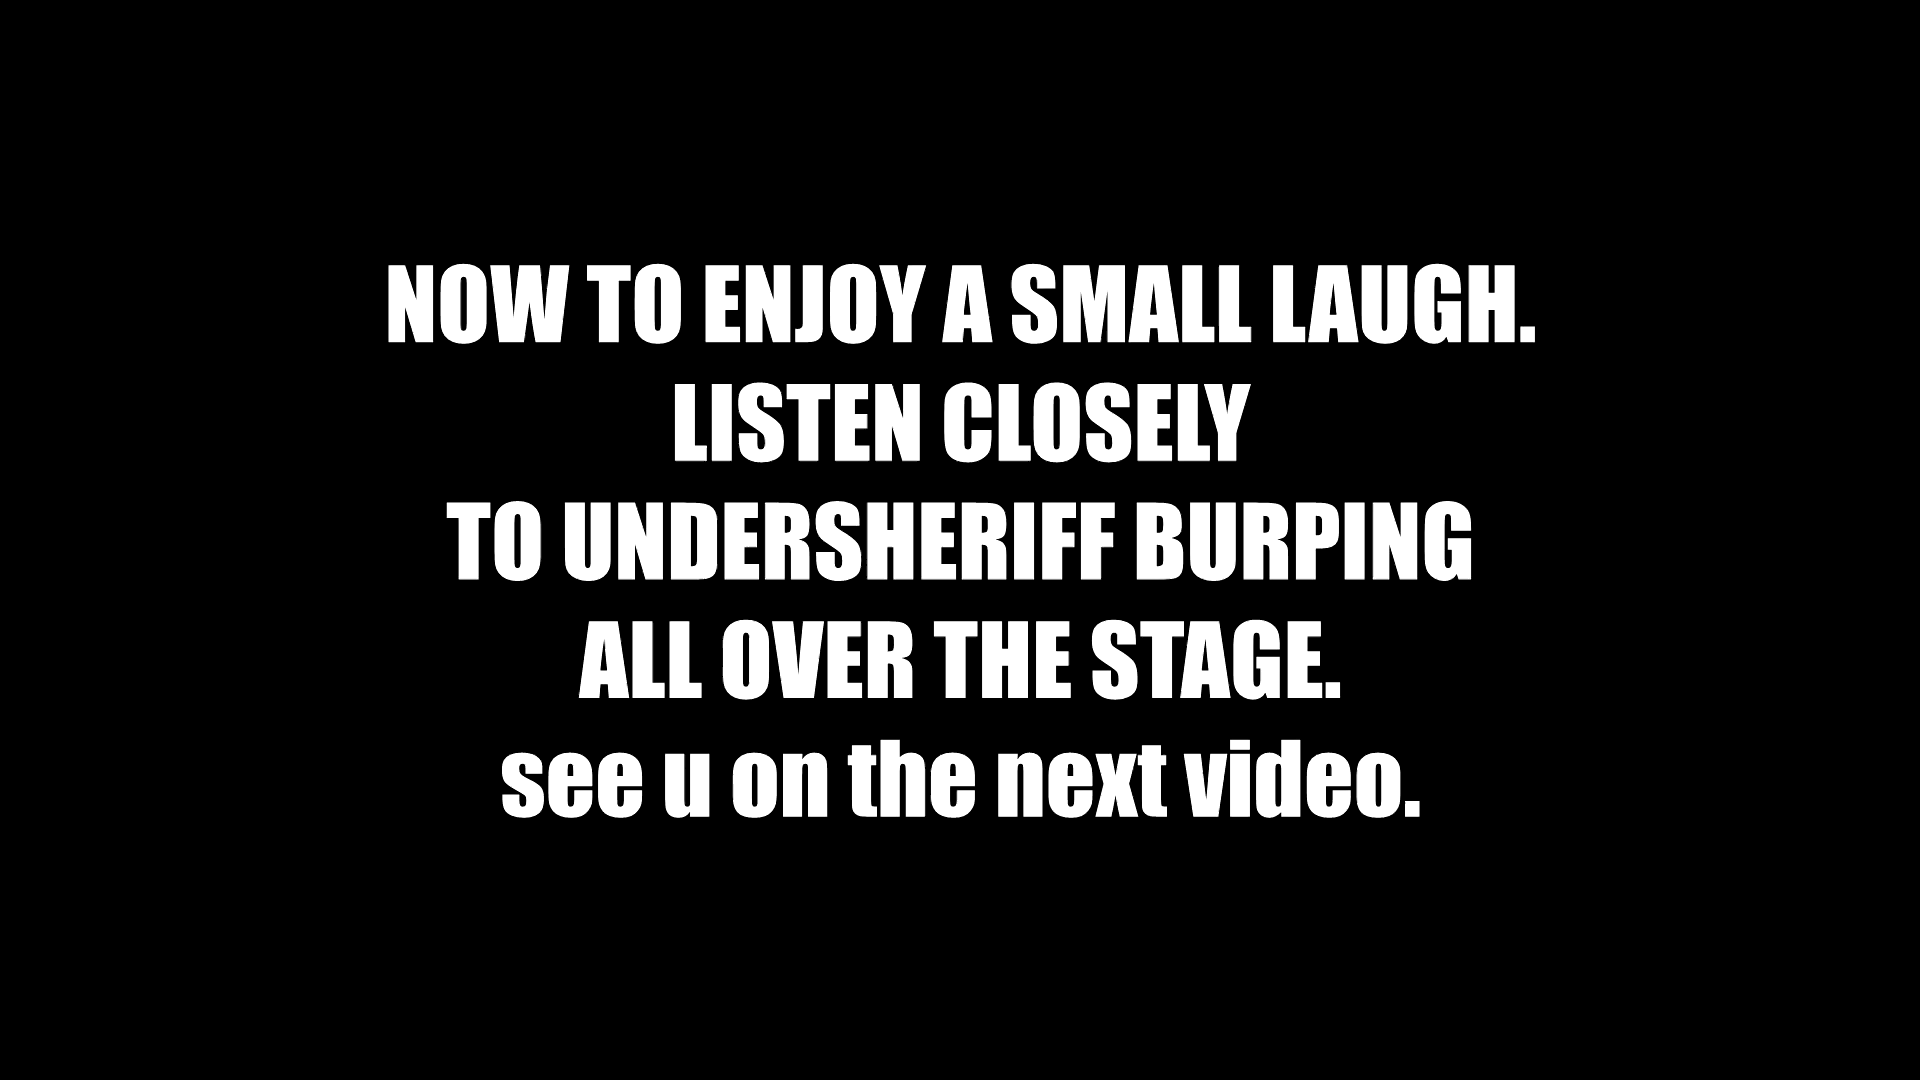 NOW TO ENJOY A SMALL LAUGH.
LISTEN CLOSELY
TO UNDERSHERIFF BURPING
ALL OVER THE STAGE.
see u on the next video.